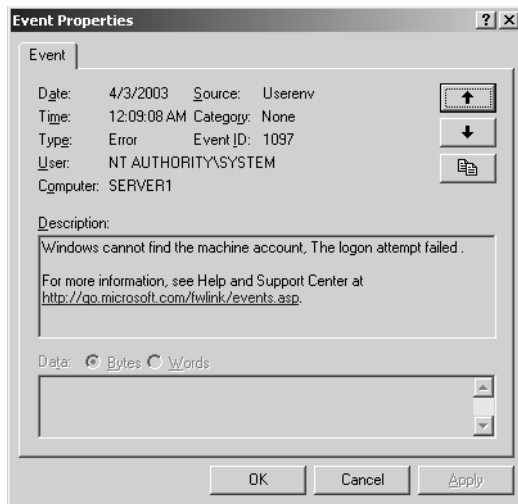 Event Properties
Event
Date: 4/3/2003 Source: Userenv
Time: 12:09:08 AM Category: None
Type: Error Event ID: 1097
User: NT AUTHORITY\SYSTEM
Computer: SERVER1
Description:
Windows cannot find the machine account, The logon attempt failed .
For more information, see Help and Support Center at
http://go.microsoft.com/fwlink/events.asp.
Data: Bytes Words
OK Cancel Apply